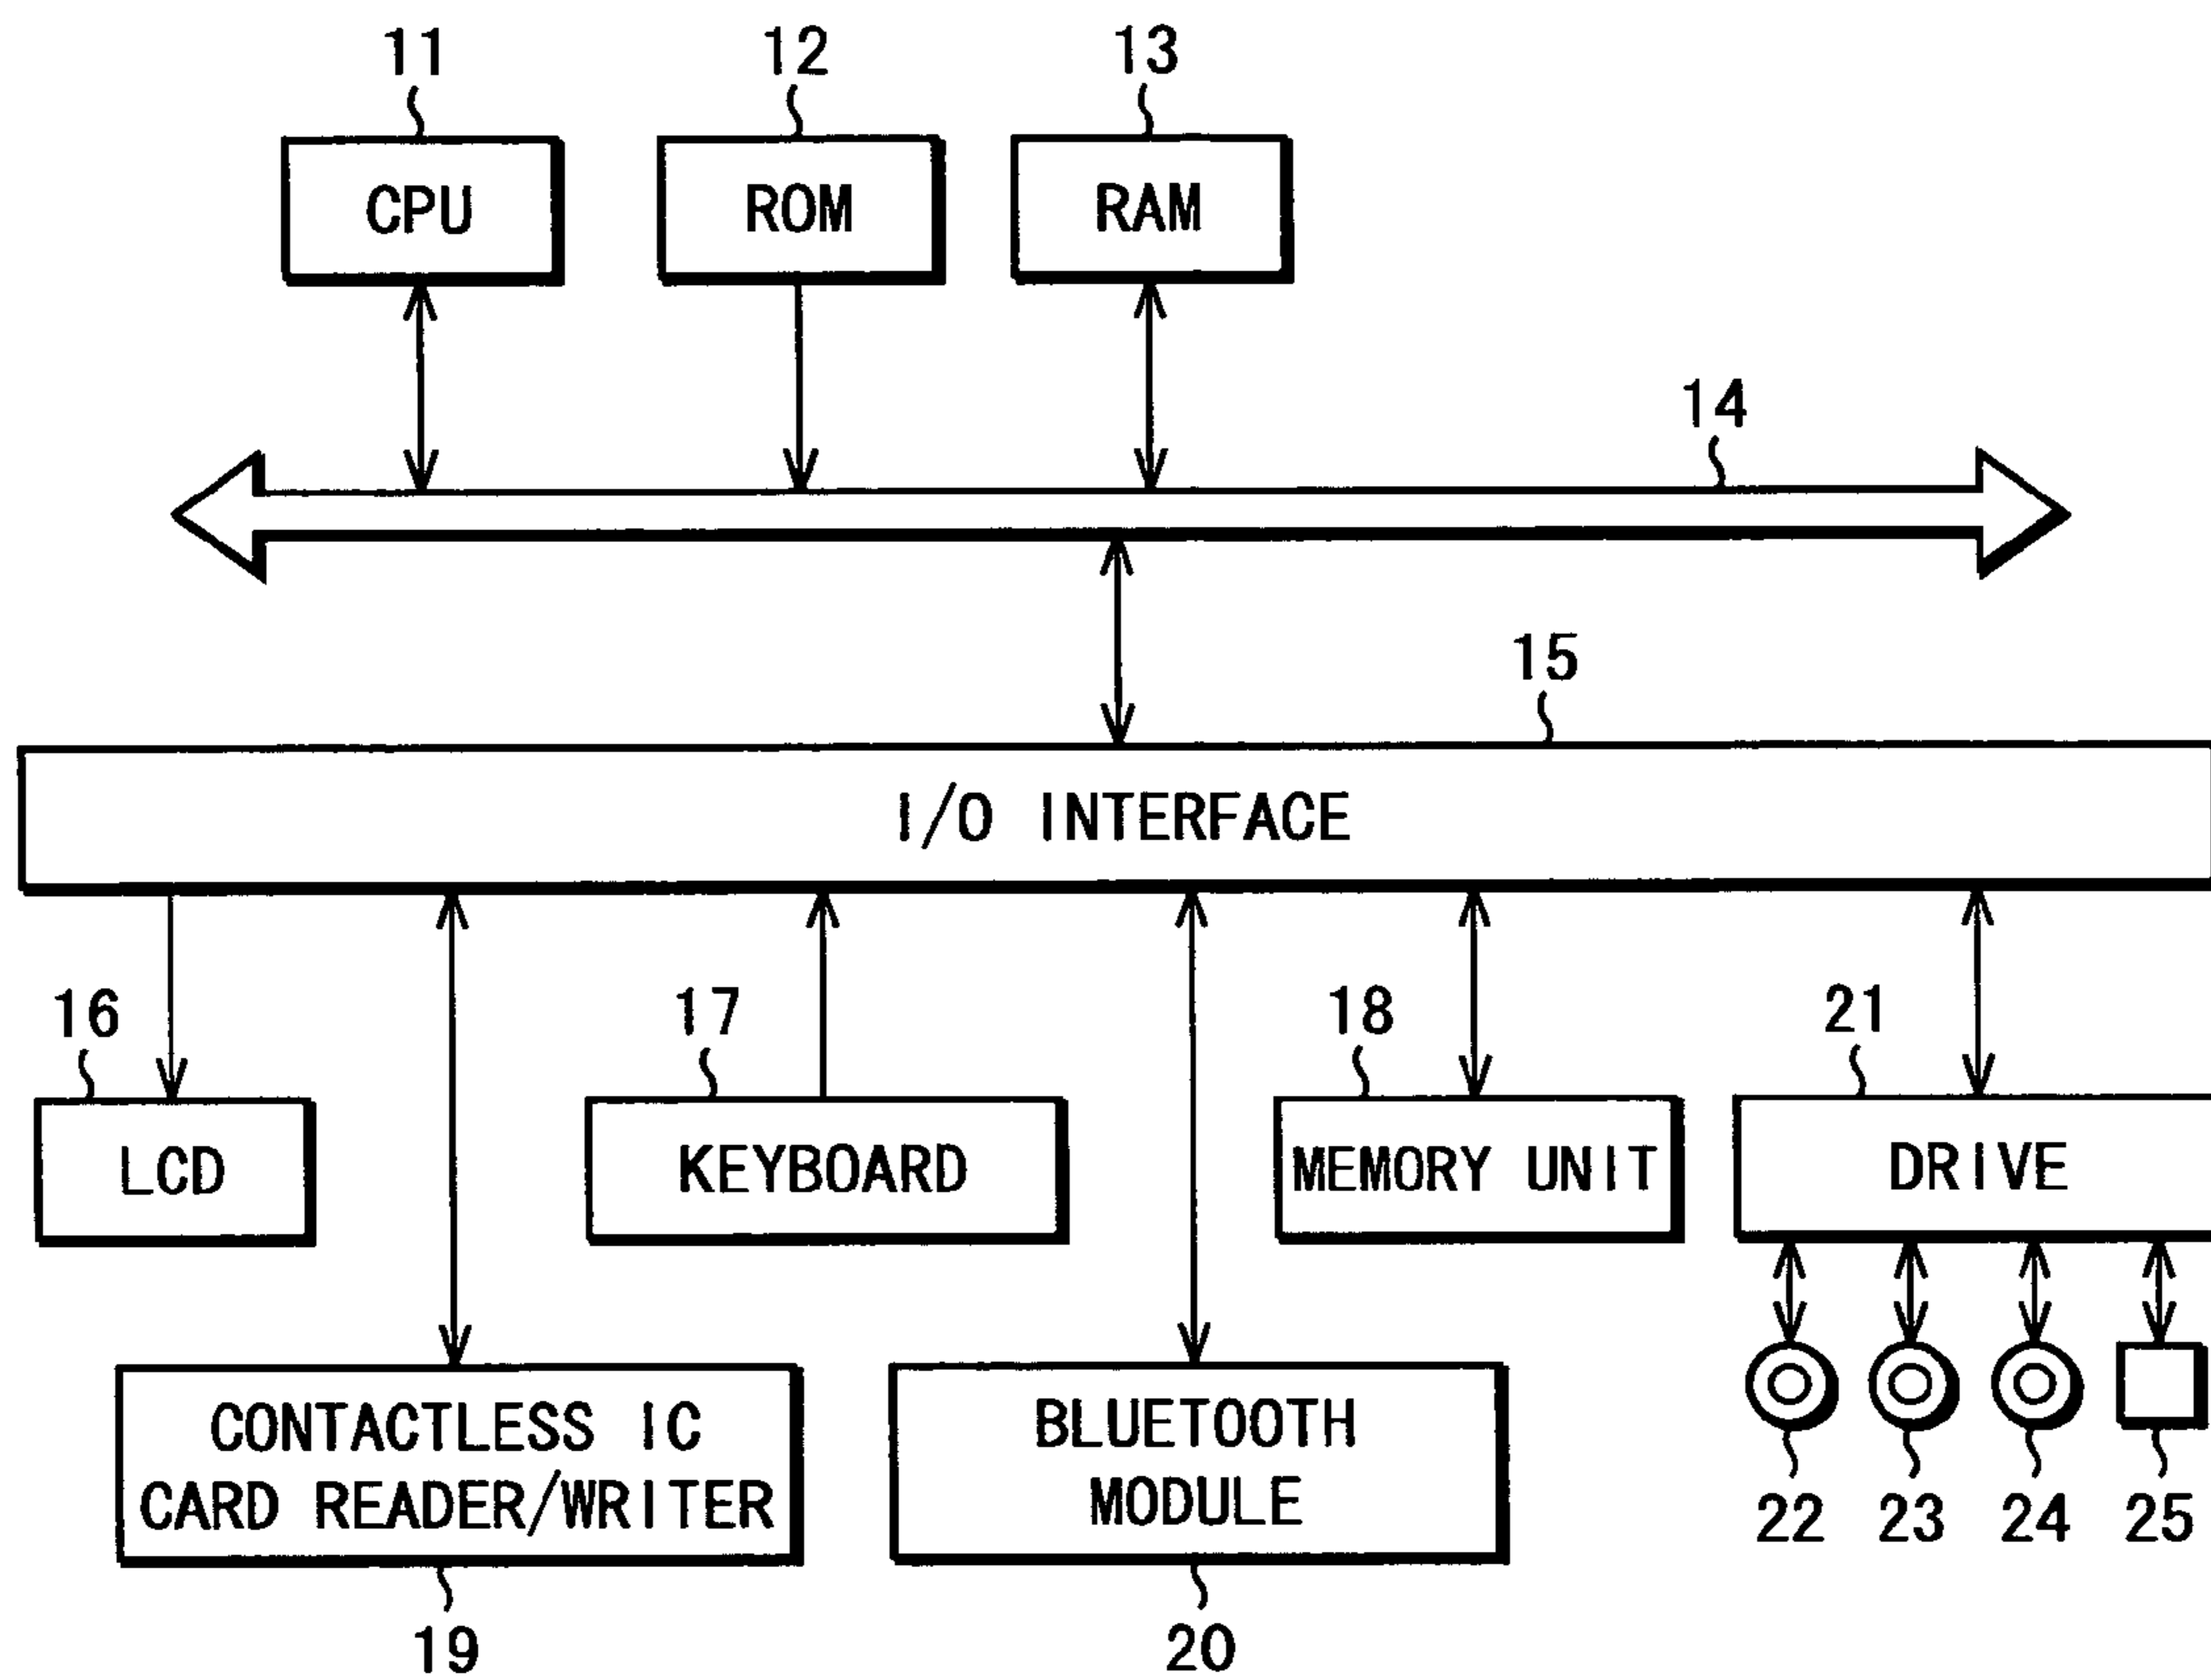 11
12
13
CPU
ROM
RAM
14
15
I/O INTERFACE
16
17
18
21
LCD
KEYBOARD
MEMORY UNIT
DRIVE
CONTACTLESS IC
CARD READER/WRITER
BLUETOOTH
MODULE
22
23
24
25
19
20